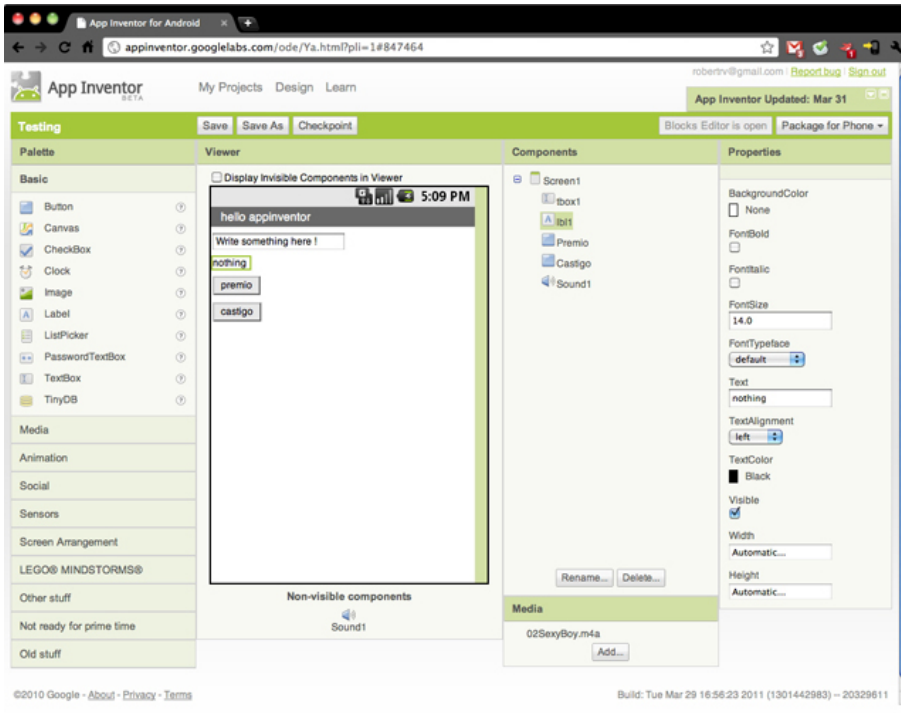 App Inventor for Android
appinventor.googlelabs.com/ode/Ya.html?pli=1#847464
robertrv@gmail.com | Report bug | Sign out
App Inventor
BETA
My Projects Design Learn
App Inventor Updated: Mar 31
Testing
Save Save As Checkpoint
Blocks Editor is open Package for Phone
Palette
Basic
Button
Canvas
CheckBox
Clock
Image
Label
ListPicker
PasswordTextBox
TextBox
TinyDB
Media
Animation
Social
Sensors
Screen Arrangement
LEGO® MINDSTORMS®
Other stuff
Not ready for prime time
Old stuff
Viewer
Display Invisible Components in Viewer
5:09 PM
hello appinventor
Write something here !
nothing
premio
castigo
Non-visible components
Sound1
Components
Screen1
tbox1
lbl1
Premio
Castigo
Sound1
Rename... Delete...
Media
02SexyBoy.m4a
Add...
Properties
BackgroundColor
None
FontBold
FontItalic
FontSize
14.0
FontTypeface
default
Text
nothing
TextAlignment
left
TextColor
Black
Visible
Width
Automatic...
Height
Automatic...
©2010 Google - About - Privacy - Terms
Build: Tue Mar 29 16:56:23 2011 (1301442983) -- 20329611